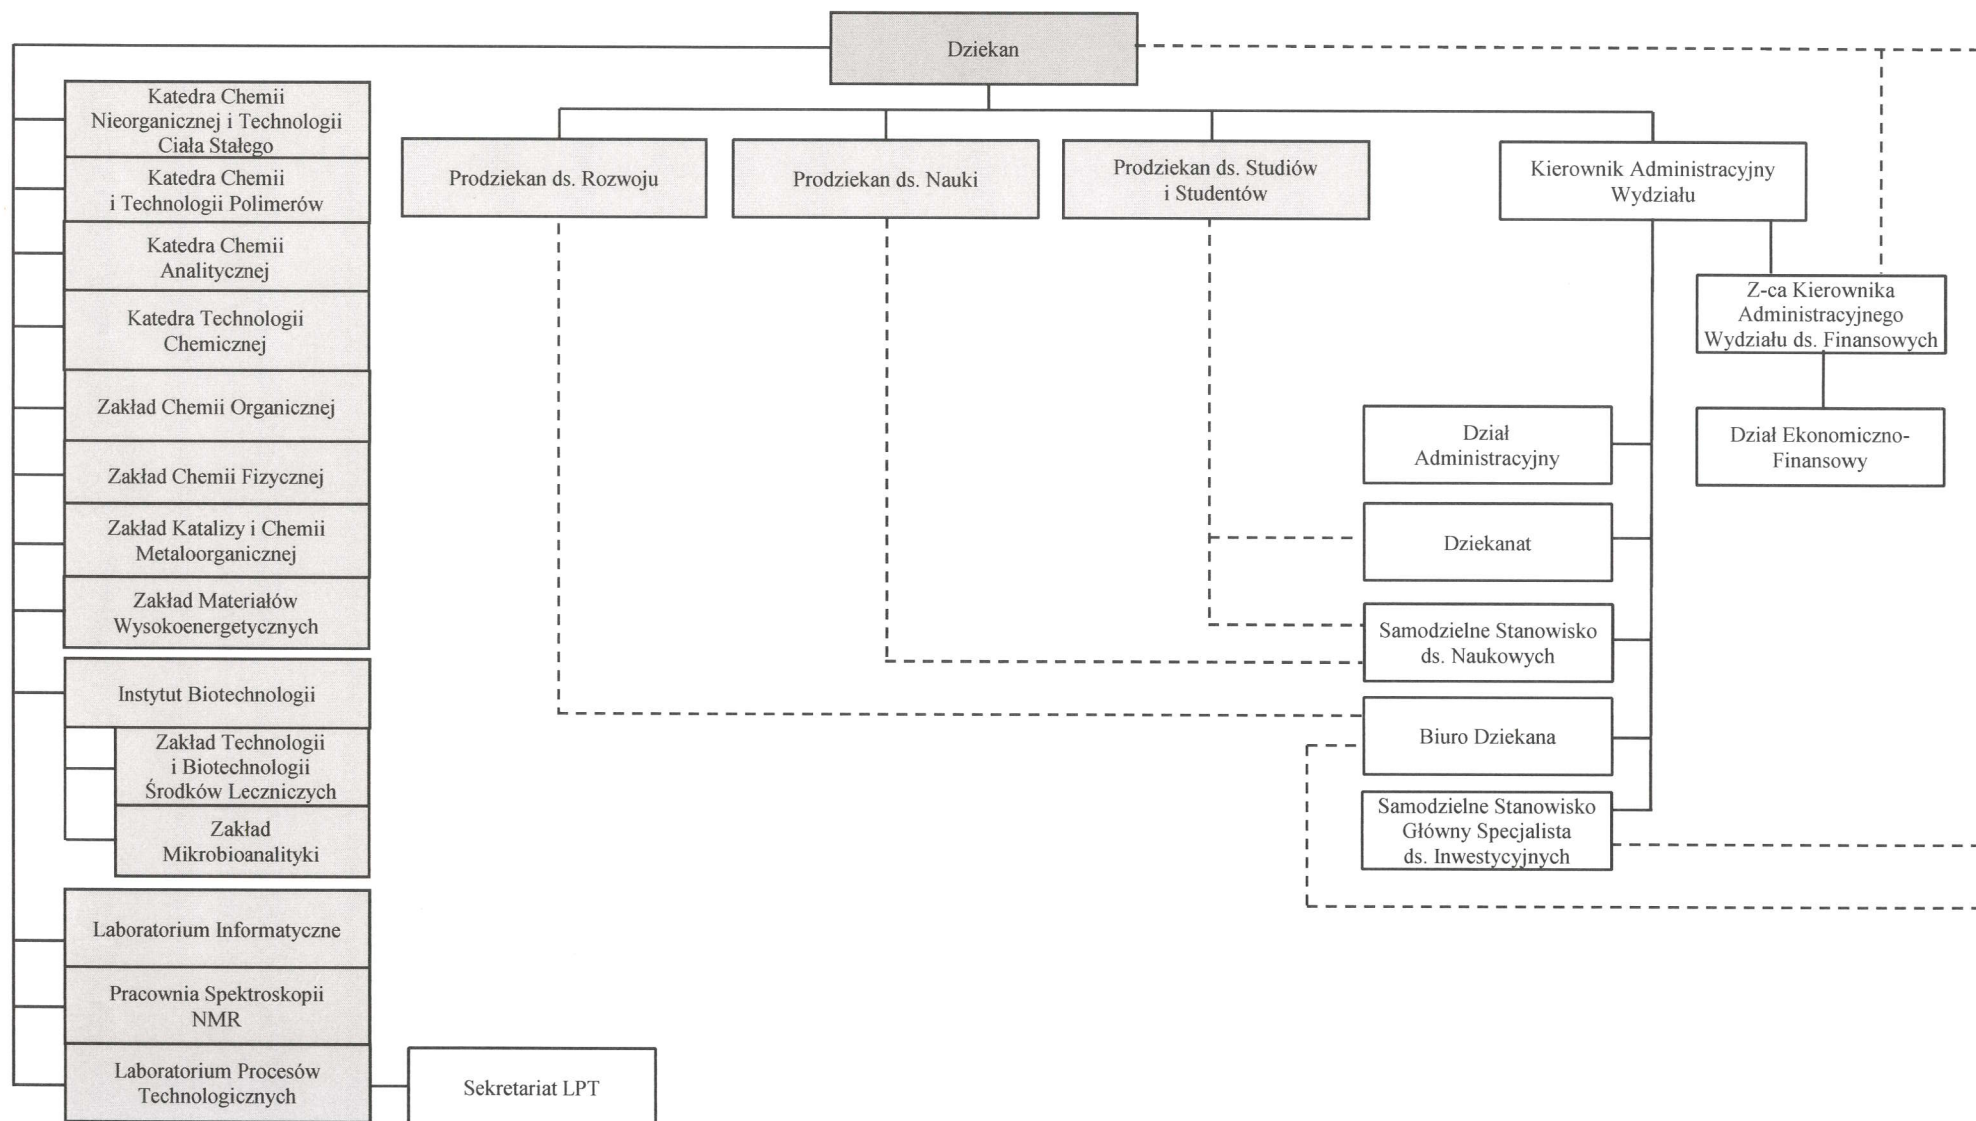 Dziekan
Katedra Chemii
Nieorganicznej i Technologii
Ciała Stałego
Katedra Chemii
i Technologii Polimerów
Katedra Chemii
Analitycznej
Katedra Technologii
Chemicznej
Zakład Chemii Organicznej
Zakład Chemii Fizycznej
Zakład Katalizy i Chemii
Metaloorganicznej
Zakład Materiałów
Wysokoenergetycznych
Instytut Biotechnologii
Zakład Technologii
i Biotechnologii
Środków Leczniczych
Zakład
Mikrobioanalityki
Laboratorium Informatyczne
Pracownia Spektroskopii
NMR
Laboratorium Procesów
Technologicznych
Sekretariat LPT
Prodziekan ds. Rozwoju
Prodziekan ds. Nauki
Prodziekan ds. Studiów
i Studentów
Kierownik Administracyjny
Wydziału
Z-ca Kierownika
Administracyjnego
Wydziału ds. Finansowych
Dział Ekonomiczno-
Finansowy
Dział
Administracyjny
Dziekanat
Samodzielne Stanowisko
ds. Naukowych
Biuro Dziekana
Samodzielne Stanowisko
Główny Specjalista
ds. Inwestycyjnych